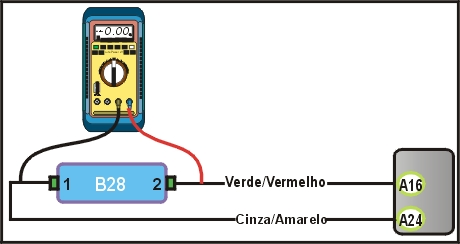 -0.00
1 B28 2
Verde/Vermelho
A16
Cinza/Amarelo
A24